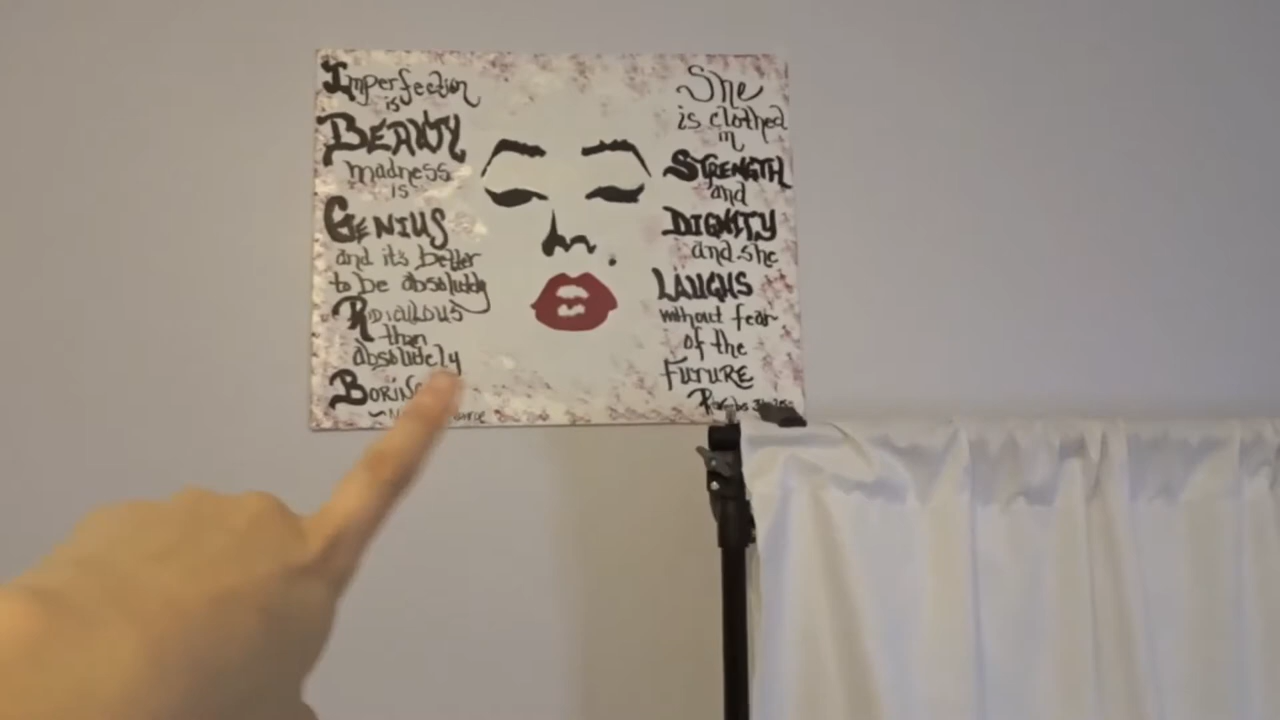 Imperfection
is
BEAUTY
madness
is
GENIUS
and it's better
to be absolutely
RIDICULOUS
than
absolutely
BORING
She
is clothed
in
STRENGTH
and
DIGNITY
and she
LAUGHS
without fear
of the
FUTURE